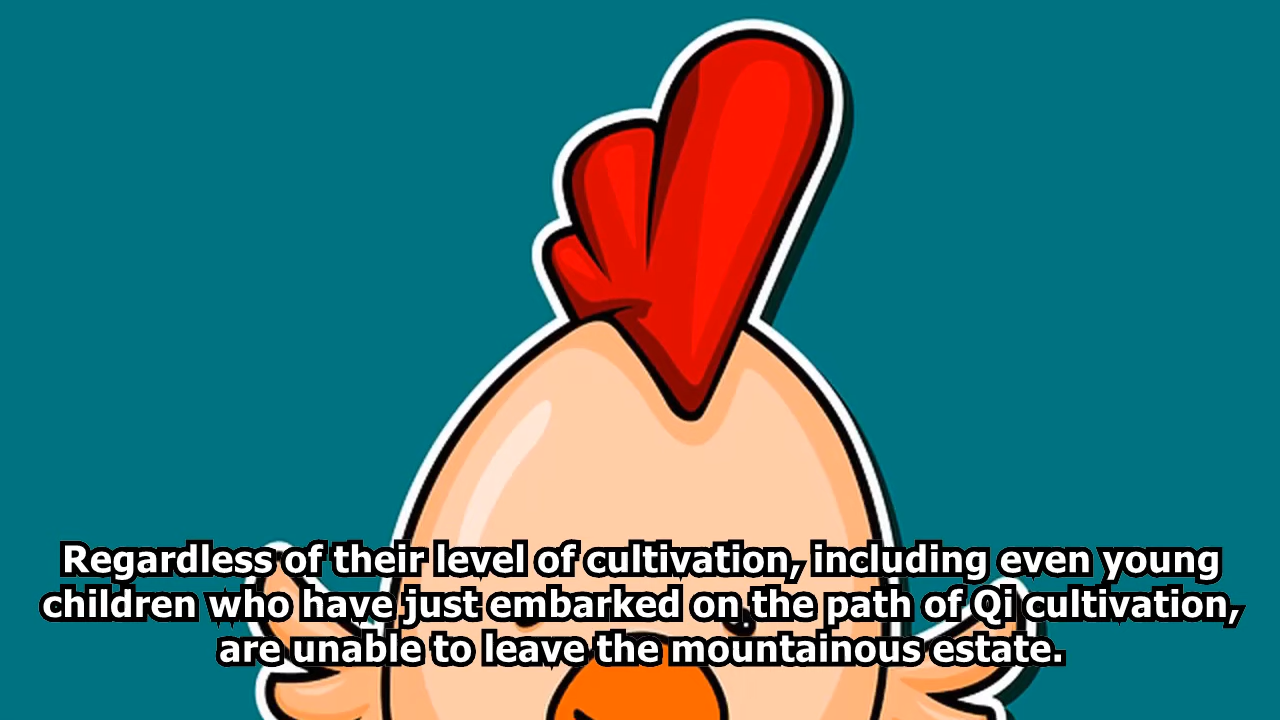 Regardless of their level of cultivation, including even young
children who have just embarked on the path of Qi cultivation,
are unable to leave the mountainous estate.